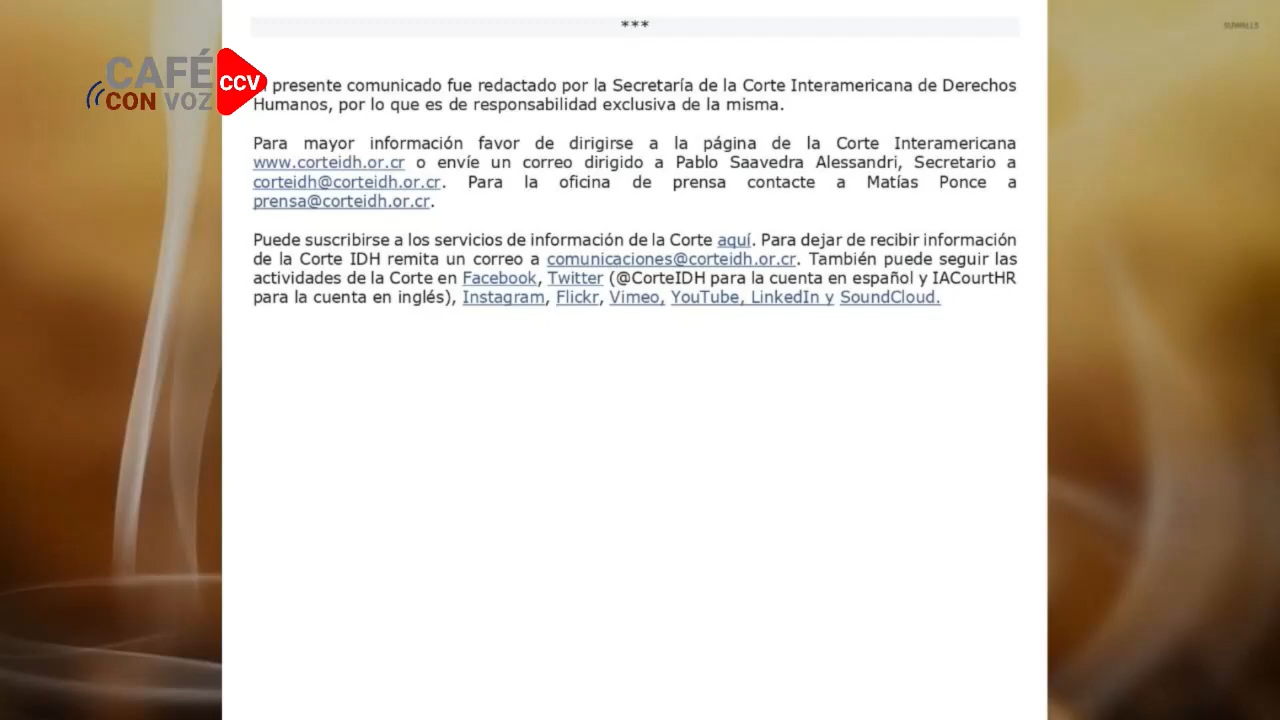 ***
CAFÉ
CON VOZ
CCV
presente comunicado fue redactado por la Secretaría de la Corte Interamericana de Derechos
Humanos, por lo que es de responsabilidad exclusiva de la misma.
Para mayor información favor de dirigirse a la página de la Corte Interamericana
www.corteidh.or.cr o envíe un correo dirigido a Pablo Saavedra Alessandri, Secretario a
corteidh@corteidh.or.cr. Para la oficina de prensa contacte a Matías Ponce a
prensa@corteidh.or.cr.
Puede suscribirse a los servicios de información de la Corte aquí. Para dejar de recibir información
de la Corte IDH remita un correo a comunicaciones@corteidh.or.cr. También puede seguir las
actividades de la Corte en Facebook, Twitter (@CorteIDH para la cuenta en español y IACourtHR
para la cuenta en inglés), Instagram, Flickr, Vimeo, YouTube, LinkedIn y SoundCloud.